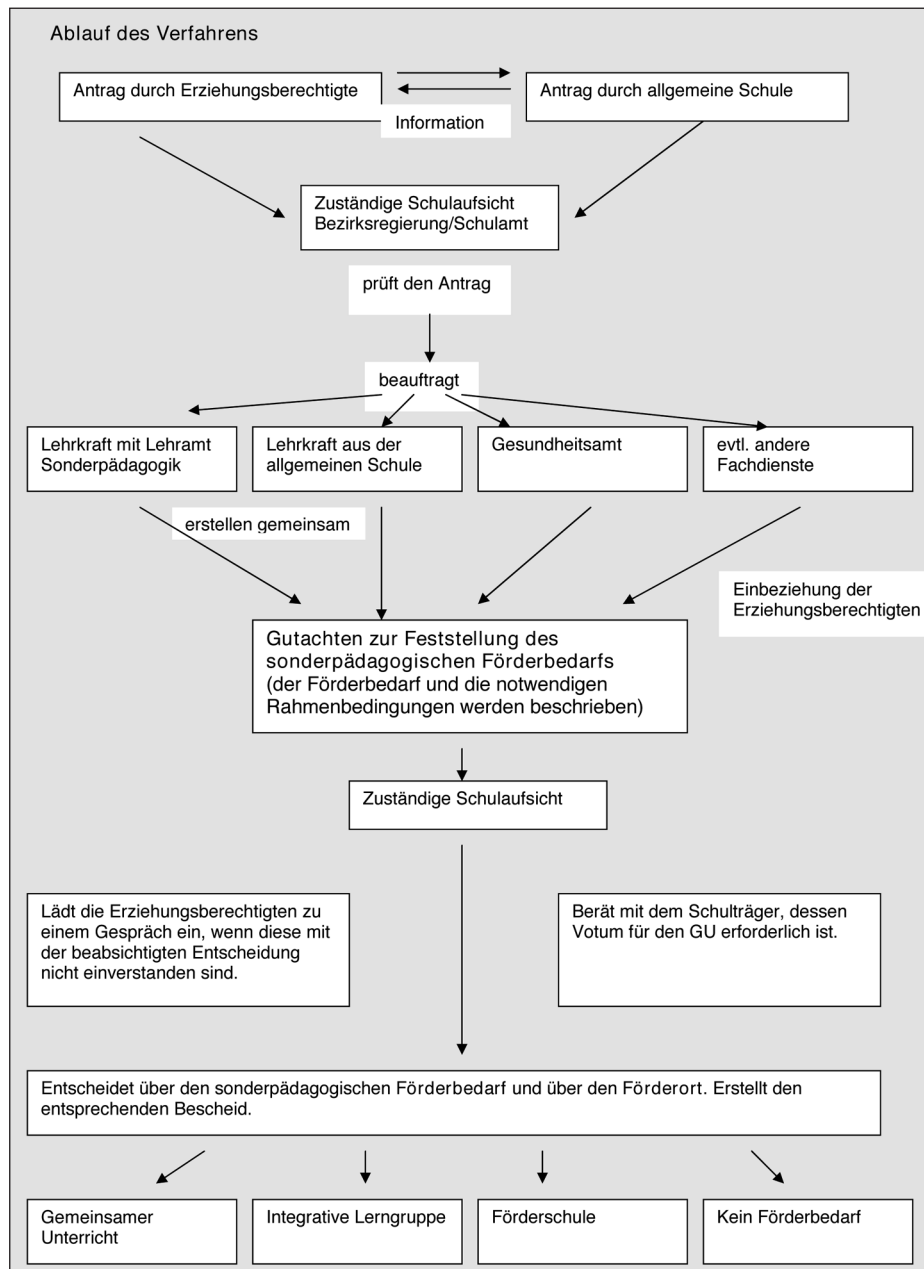 Ablauf des Verfahrens
Antrag durch Erziehungsberechtigte
Antrag durch allgemeine Schule
Information
Zuständige Schulaufsicht
Bezirksregierung/Schulamt
prüft den Antrag
beauftragt
Lehrkraft mit Lehramt
Sonderpädagogik
Lehrkraft aus der
allgemeinen Schule
Gesundheitsamt
evtl. andere
Fachdienste
erstellen gemeinsam
Einbeziehung der
Erziehungsberechtigten
Gutachten zur Feststellung des
sonderpädagogischen Förderbedarfs
(der Förderbedarf und die notwendigen
Rahmenbedingungen werden beschrieben)
Zuständige Schulaufsicht
Lädt die Erziehungsberechtigten zu
einem Gespräch ein, wenn diese mit
der beabsichtigten Entscheidung
nicht einverstanden sind.
Berät mit dem Schulträger, dessen
Votum für den GU erforderlich ist.
Entscheidet über den sonderpädagogischen Förderbedarf und über den Förderort. Erstellt den
entsprechenden Bescheid.
Gemeinsamer
Unterricht
Integrative Lerngruppe
Förderschule
Kein Förderbedarf